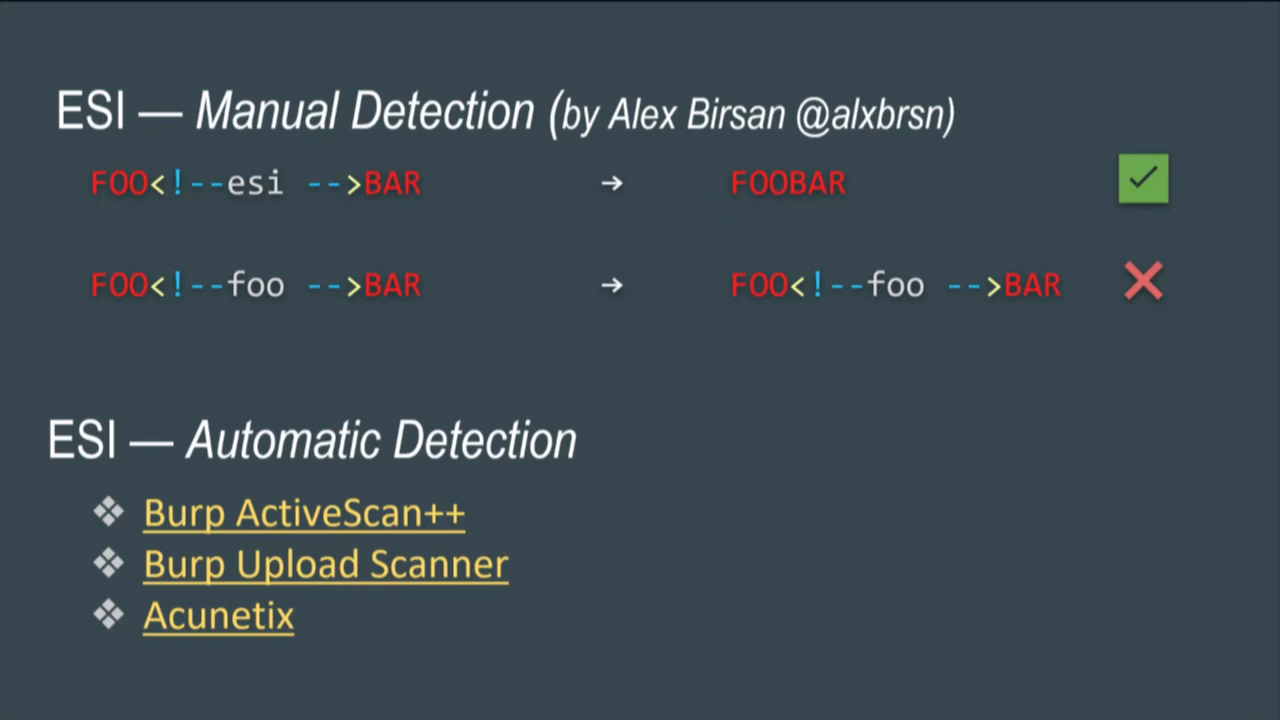 ESI — Manual Detection (by Alex Birsan @alxbrsn)
FOO<!--esi -->BAR → FOOBAR
FOO<!--foo -->BAR → FOO<!--foo -->BAR
ESI — Automatic Detection
Burp ActiveScan++
Burp Upload Scanner
Acunetix